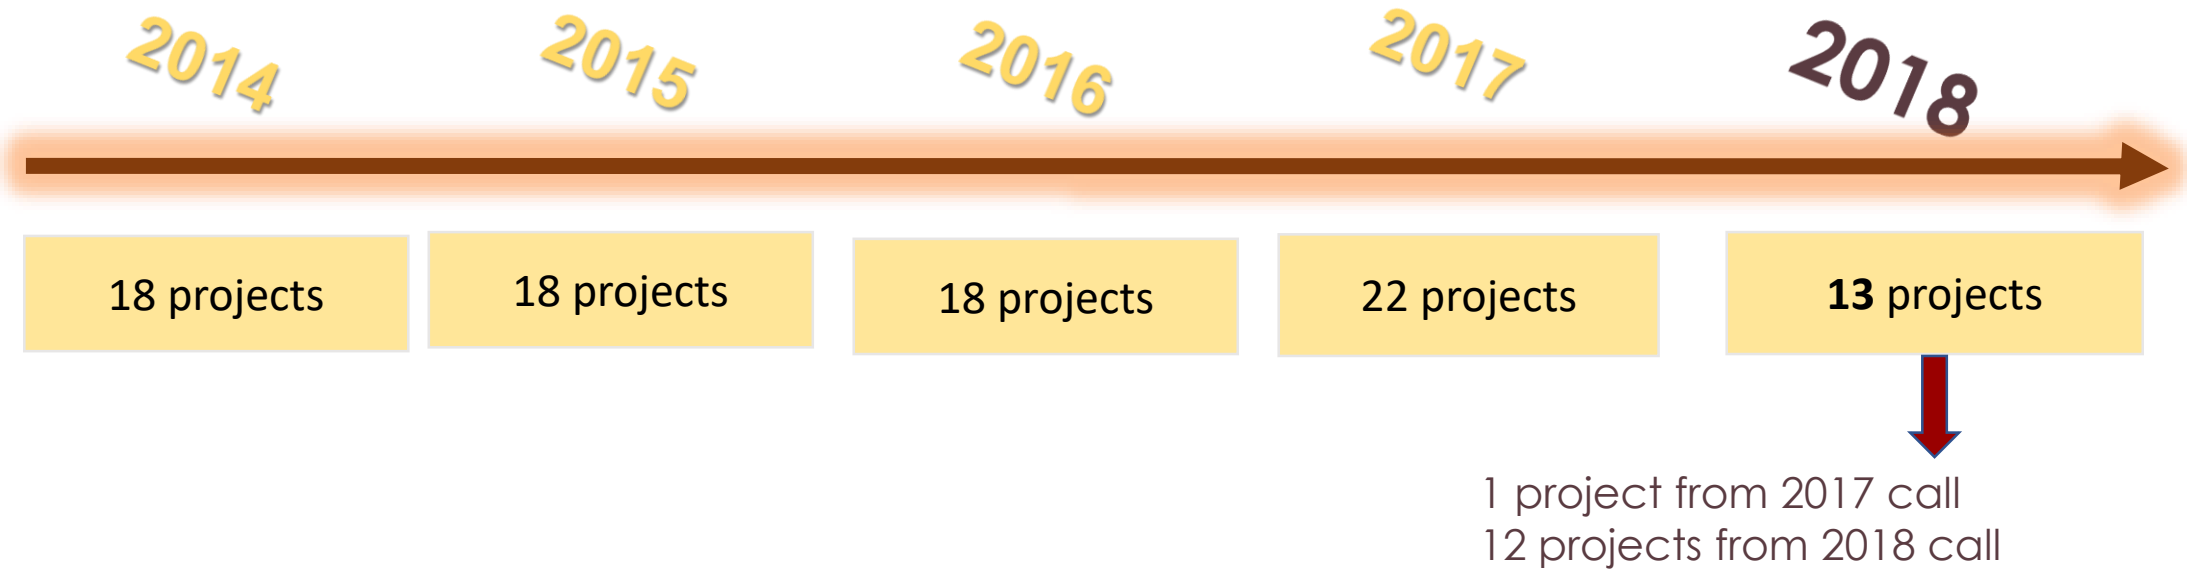 2014
2015
2016
2017
2018
18 projects
18 projects
18 projects
22 projects
13 projects
1 project from 2017 call
12 projects from 2018 call